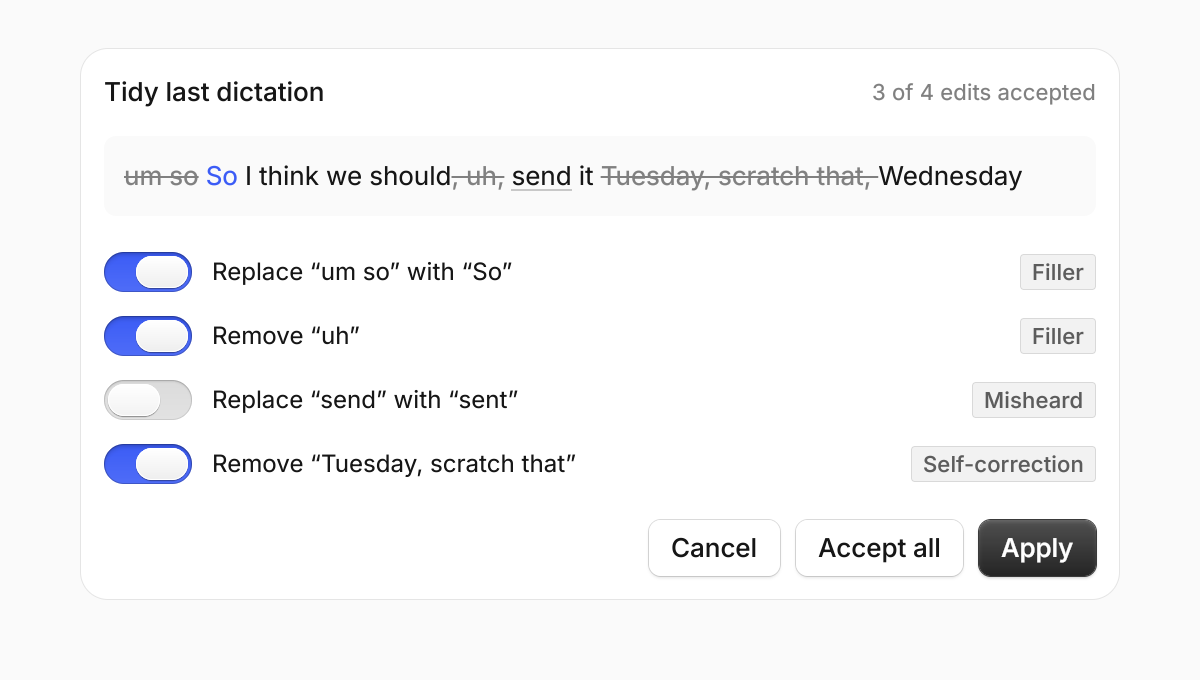 Tidy last dictation
3 of 4 edits accepted
um so So I think we should, uh, send it Tuesday, scratch that, Wednesday
Replace “um so” with “So”
Filler
Remove “uh”
Filler
Replace “send” with “sent”
Misheard
Remove “Tuesday, scratch that”
Self-correction
Cancel
Accept all
Apply